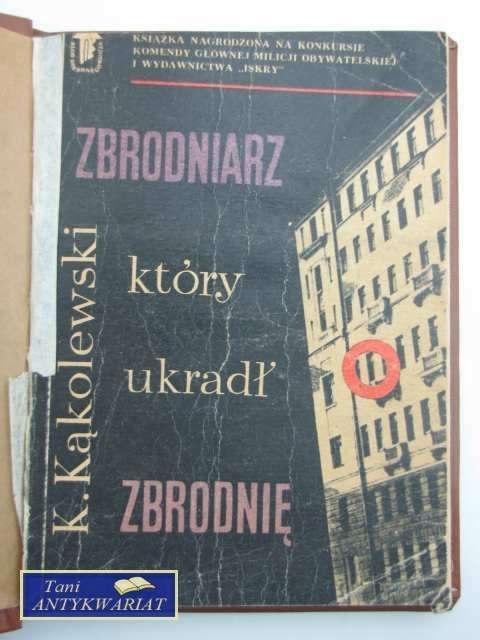 KSIĄŻKA NAGRODZONA NA KONKURSIE
KOMENDY GŁÓWNEJ MILICJI OBYWATELSKIEJ
I WYDAWNICTWA „ISKRY”
ZBRODNIARZ
który
ukradł
ZBRODNIĘ
K. Kąkolewski
Tani
ANTYKWARIAT